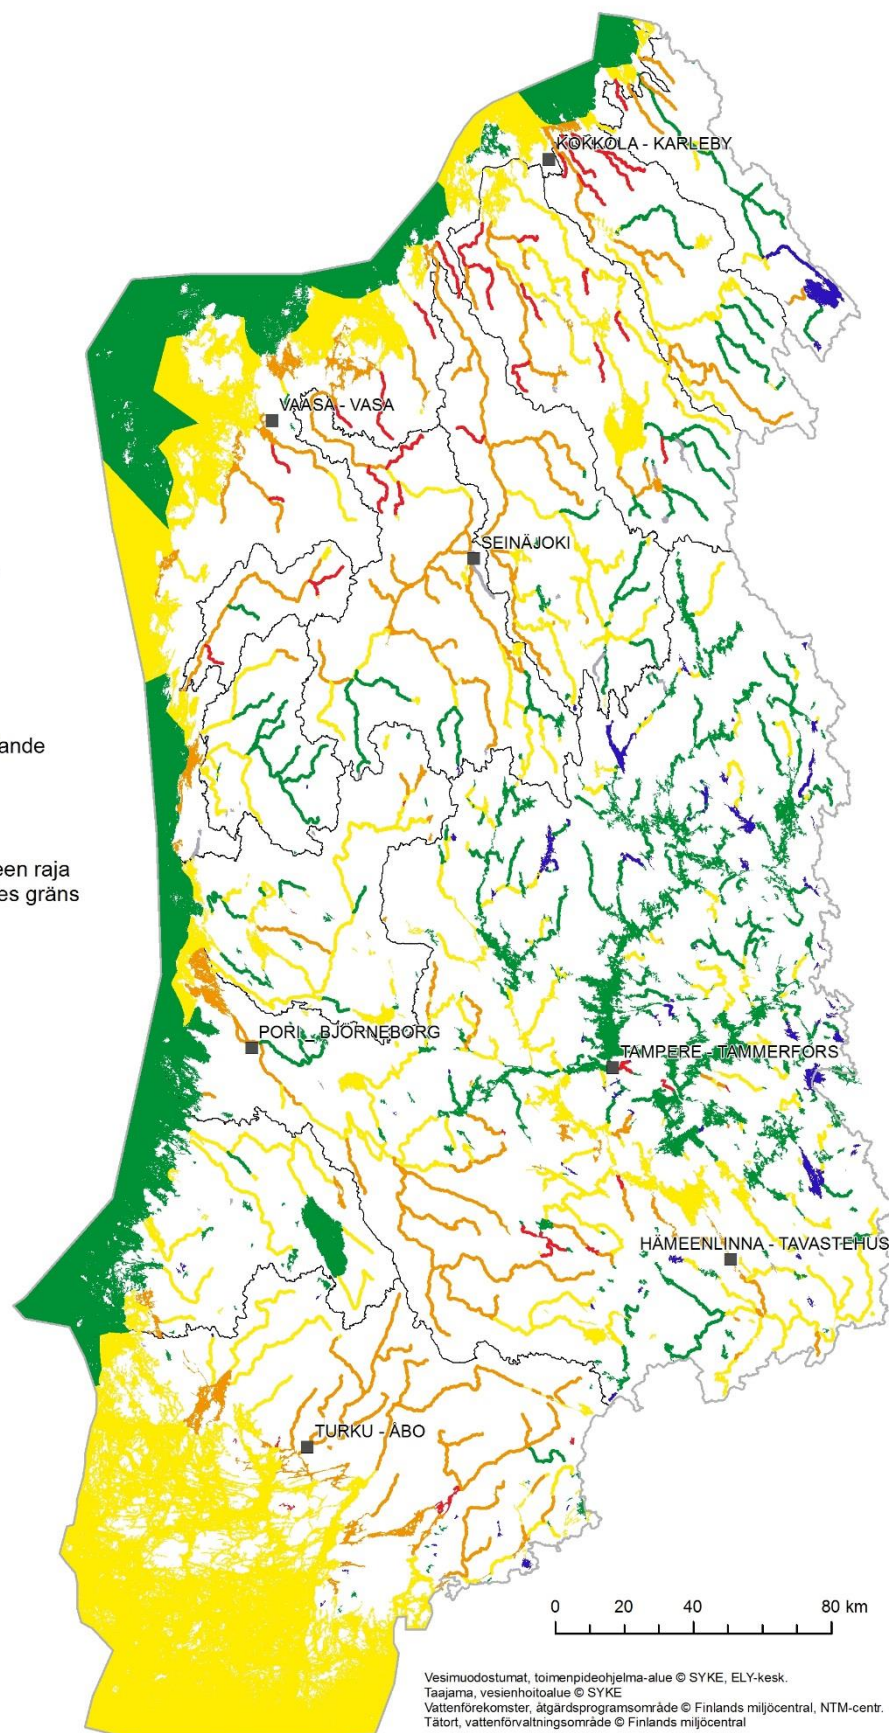 KOKKOLA - KARLEBY
VAASA - VASA
SEINÄJOKI
ande
een raja
es gräns
PORI _ BJÖRNEBORG
TAMPERE - TAMMERFORS
HÄMEENLINNA - TAVASTEHUS
TURKU - ÅBO
0 20 40 80 km
Vesimuodostumat, toimenpideohjelma-alue © SYKE, ELY-kesk.
Taajama, vesienhoitoalue © SYKE
Vattenförekomster, åtgärdsprogramsområde © Finlands miljöcentral, NTM-centr.
Tätort, vattenförvaltningsområde © Finlands miljöcentral